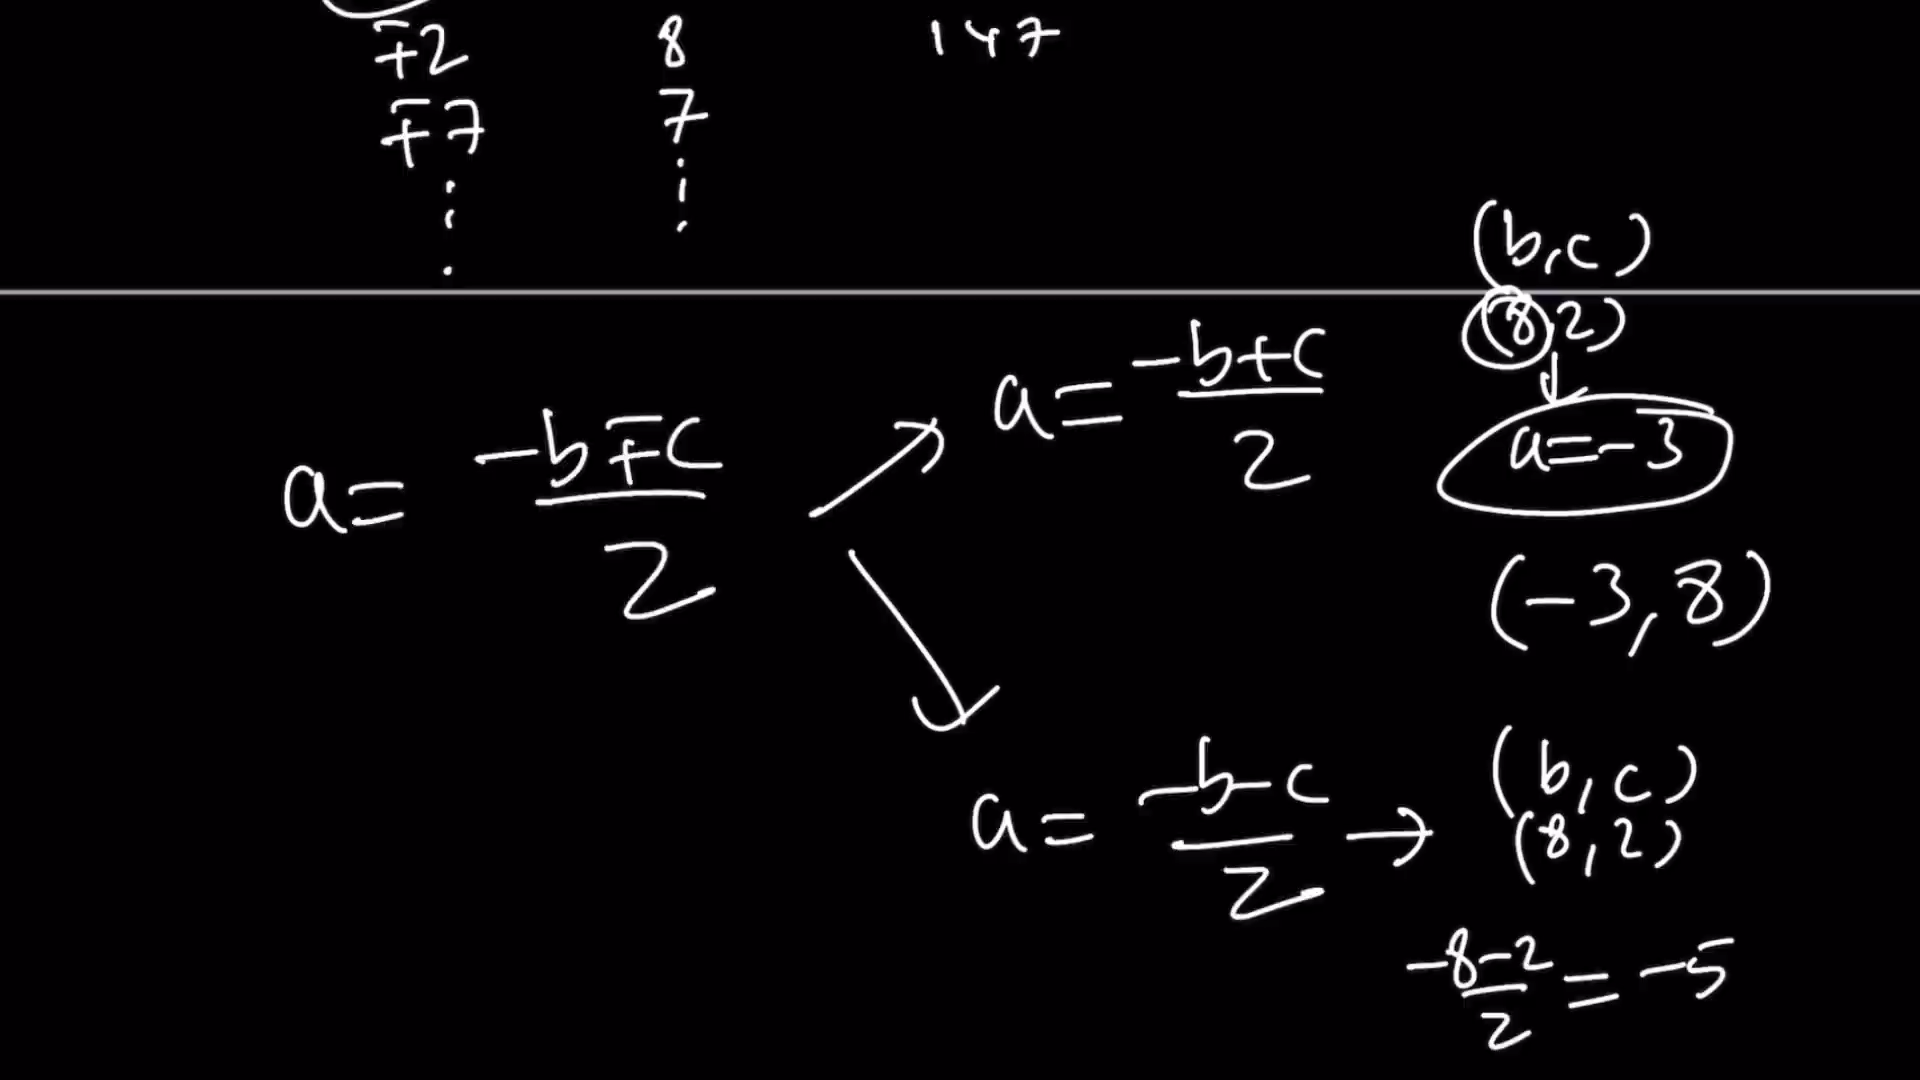 ∓2 8 147
∓7 7
⋮ ⋮
(b,c)
(8,2)
↓
a=-3
a= (-b∓c)/2
a= (-b+c)/2
(-3,8)
a= (-b-c)/2 → (b,c)
(8,2)
(-8-2)/2 = -5